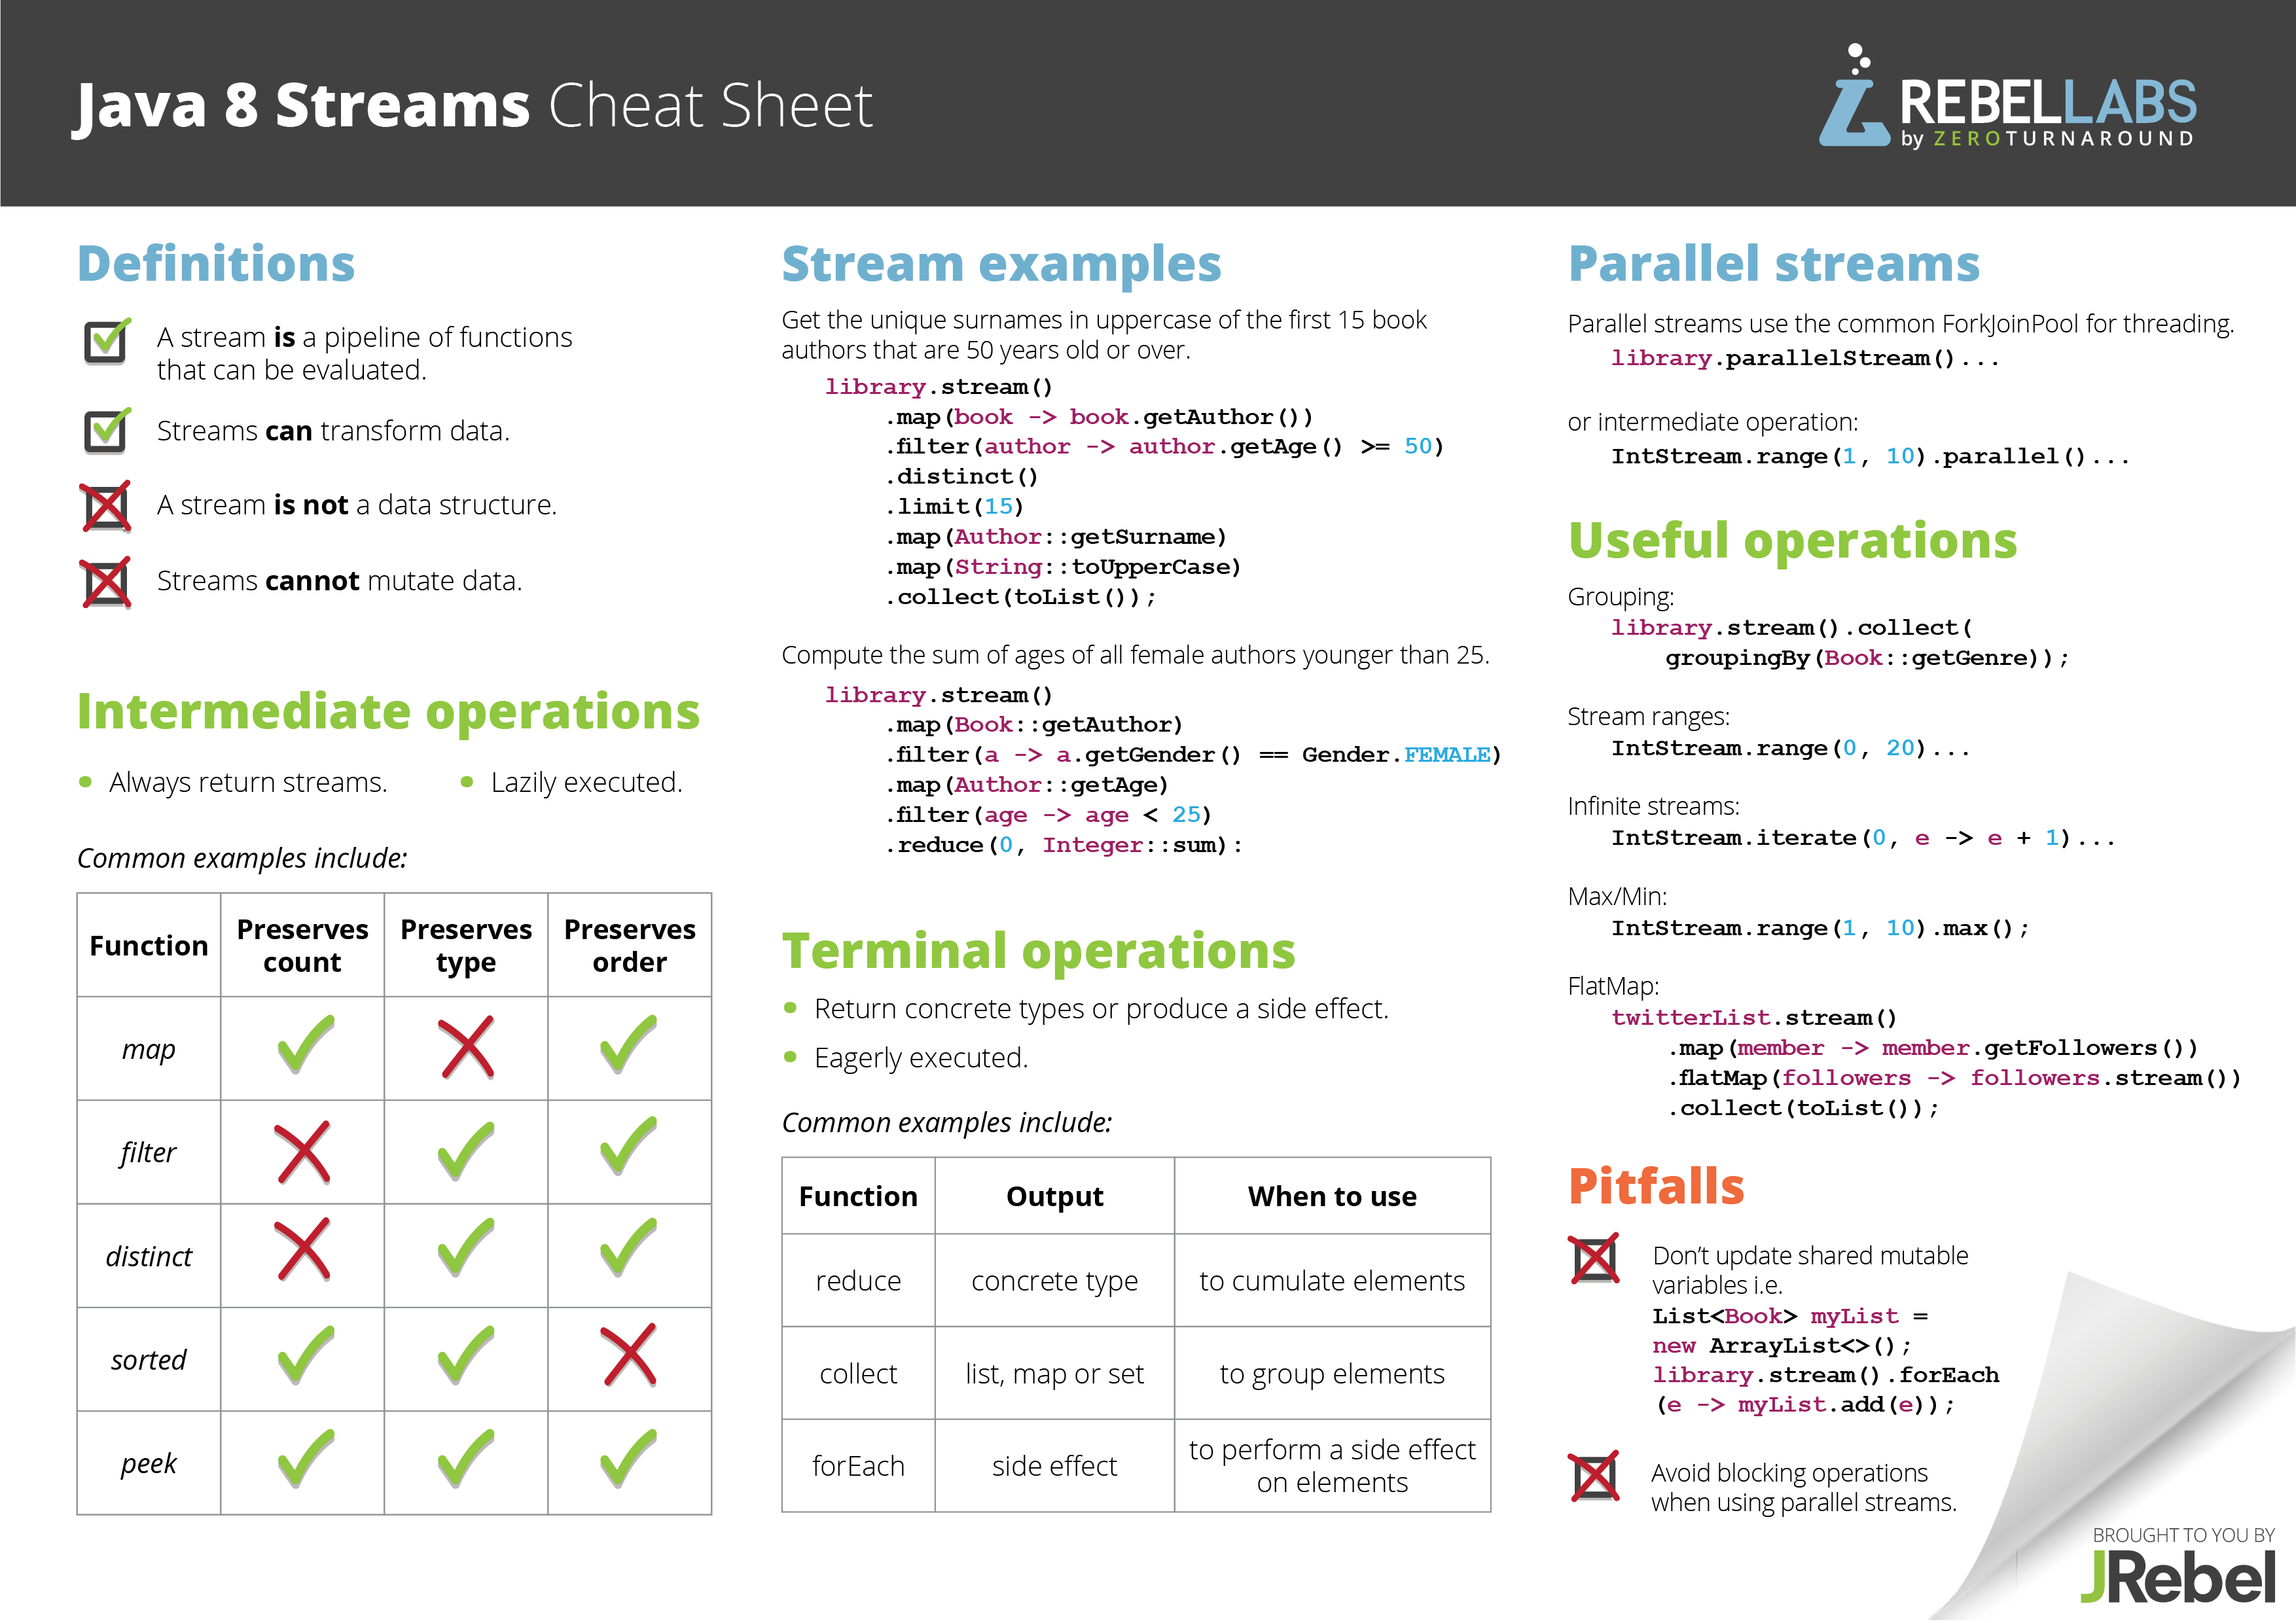 Java 8 Streams Cheat Sheet
REBELLABS
by ZEROTURNAROUND
Definitions
A stream is a pipeline of functions
that can be evaluated.
Streams can transform data.
A stream is not a data structure.
Streams cannot mutate data.
Intermediate operations
• Always return streams.
• Lazily executed.
Common examples include:
Function Preserves count Preserves type Preserves order
map
filter
distinct
sorted
peek
Stream examples
Get the unique surnames in uppercase of the first 15 book
authors that are 50 years old or over.
library.stream()
.map(book -> book.getAuthor())
.filter(author -> author.getAge() >= 50)
.distinct()
.limit(15)
.map(Author::getSurname)
.map(String::toUpperCase)
.collect(toList());
Compute the sum of ages of all female authors younger than 25.
library.stream()
.map(Book::getAuthor)
.filter(a -> a.getGender() == Gender.FEMALE)
.map(Author::getAge)
.filter(age -> age < 25)
.reduce(0, Integer::sum):
Terminal operations
• Return concrete types or produce a side effect.
• Eagerly executed.
Common examples include:
Function Output When to use
reduce concrete type to cumulate elements
collect list, map or set to group elements
forEach side effect to perform a side effect
on elements
Parallel streams
Parallel streams use the common ForkJoinPool for threading.
library.parallelStream()...
or intermediate operation:
IntStream.range(1, 10).parallel()...
Useful operations
Grouping:
library.stream().collect(
groupingBy(Book::getGenre));
Stream ranges:
IntStream.range(0, 20)...
Infinite streams:
IntStream.iterate(0, e -> e + 1)...
Max/Min:
IntStream.range(1, 10).max();
FlatMap:
twitterList.stream()
.map(member -> member.getFollowers())
.flatMap(followers -> followers.stream())
.collect(toList());
Pitfalls
Don’t update shared mutable
variables i.e.
List<Book> myList =
new ArrayList<>();
library.stream().forEach
(e -> myList.add(e));
Avoid blocking operations
when using parallel streams.
BROUGHT TO YOU BY
JRebel